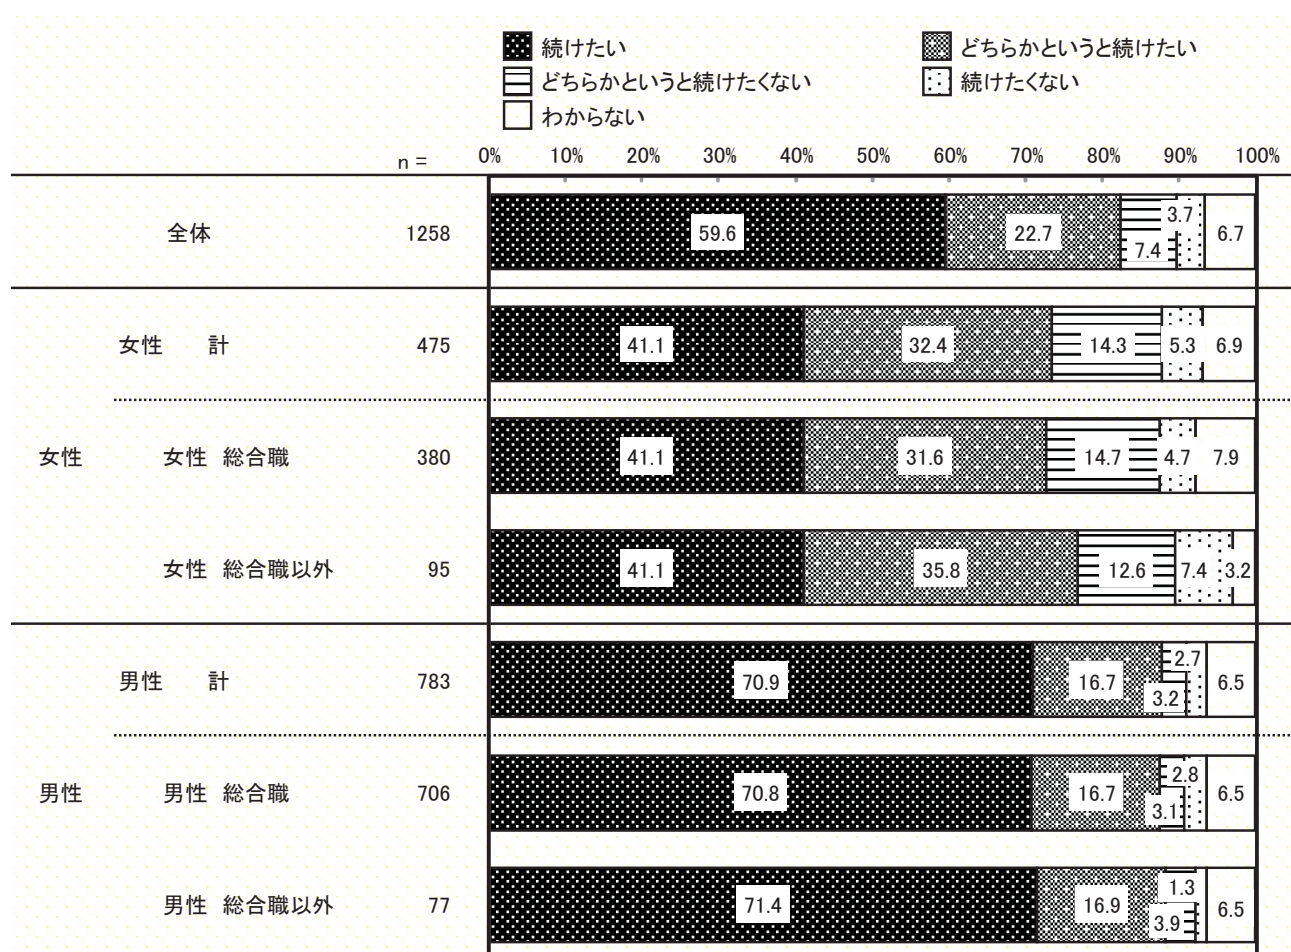 続けたい どちらかというと続けたい
どちらかというと続けたくない 続けたくない
わからない
n = 0% 10% 20% 30% 40% 50% 60% 70% 80% 90% 100%
全体 1258 59.6 22.7 7.4 3.7 6.7
女性 計 475 41.1 32.4 14.3 5.3 6.9
女性 女性 総合職 380 41.1 31.6 14.7 4.7 7.9
女性 総合職以外 95 41.1 35.8 12.6 7.4 3.2
男性 計 783 70.9 16.7 3.2 2.7 6.5
男性 男性 総合職 706 70.8 16.7 3.1 2.8 6.5
男性 総合職以外 77 71.4 16.9 3.9 1.3 6.5